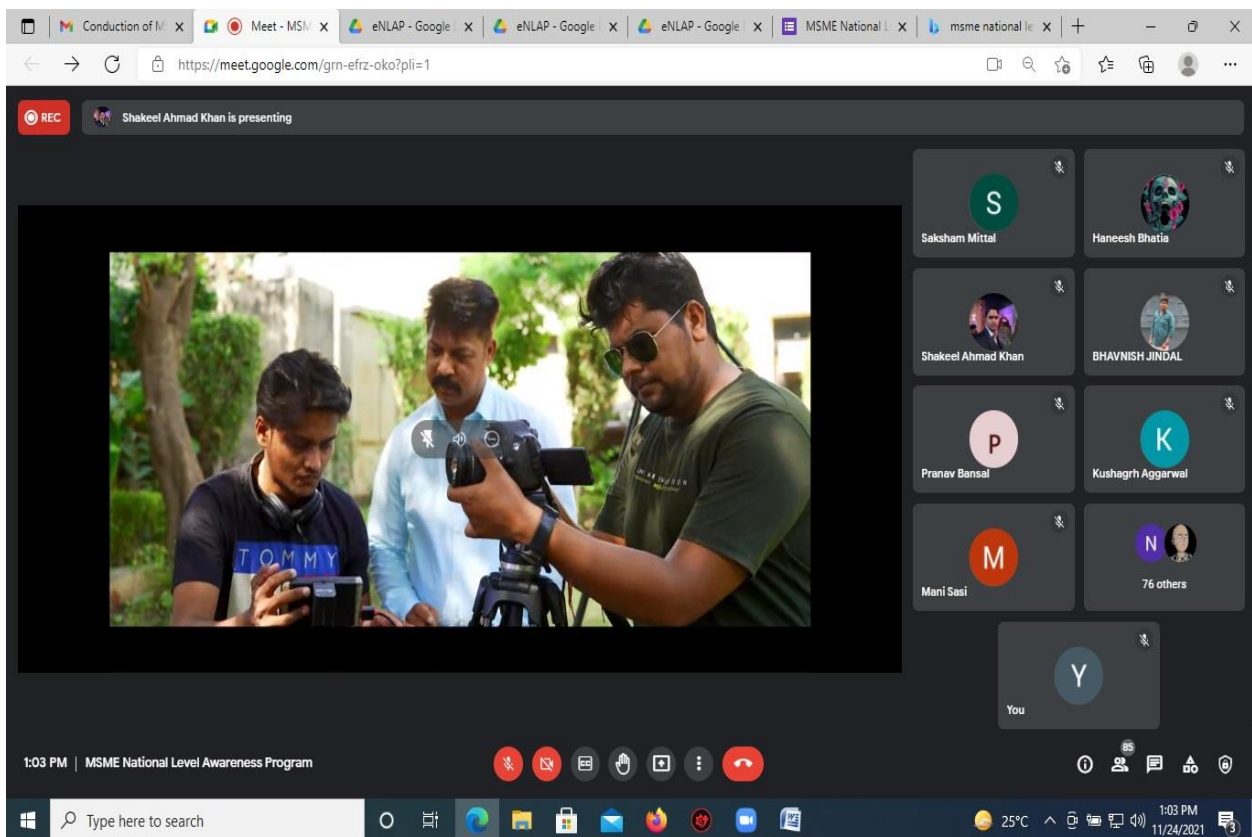 Conduction of M
Meet - MSM
eNLAP - Google
eNLAP - Google
eNLAP - Google
MSME National L
msme national le
https://meet.google.com/grn-efrz-oko?pli=1
REC
Shakeel Ahmad Khan is presenting
S
Saksham Mittal
Haneesh Bhatia
Shakeel Ahmad Khan
BHAVNISH JINDAL
P
Pranav Bansal
K
Kushagrh Aggarwal
M
Mani Sasi
N
76 others
Y
You
TOMMY
1:03 PM | MSME National Level Awareness Program
85
Type here to search
25°C
1:03 PM
11/24/2021
3